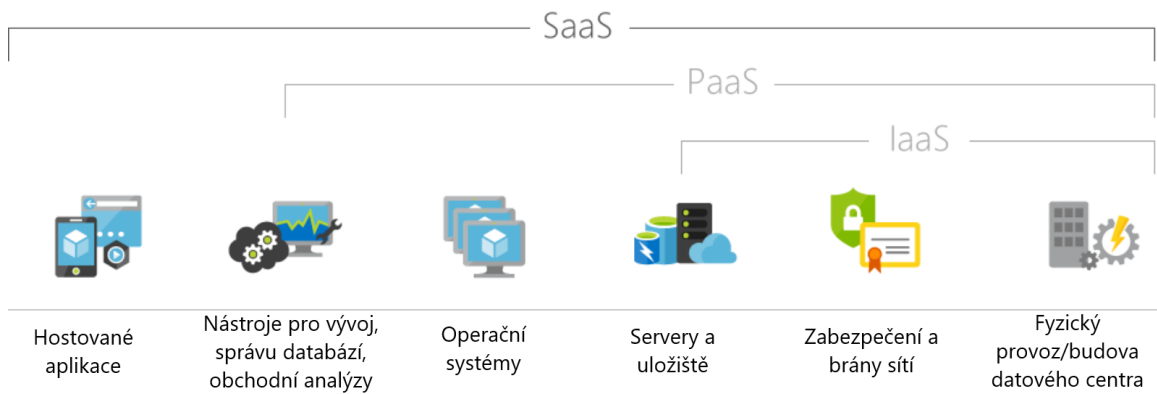 SaaS
PaaS
IaaS
Hostované
aplikace
Nástroje pro vývoj,
správu databází,
obchodní analýzy
Operační
systémy
Servery a
uložiště
Zabezpečení a
brány sítí
Fyzický
provoz/budova
datového centra